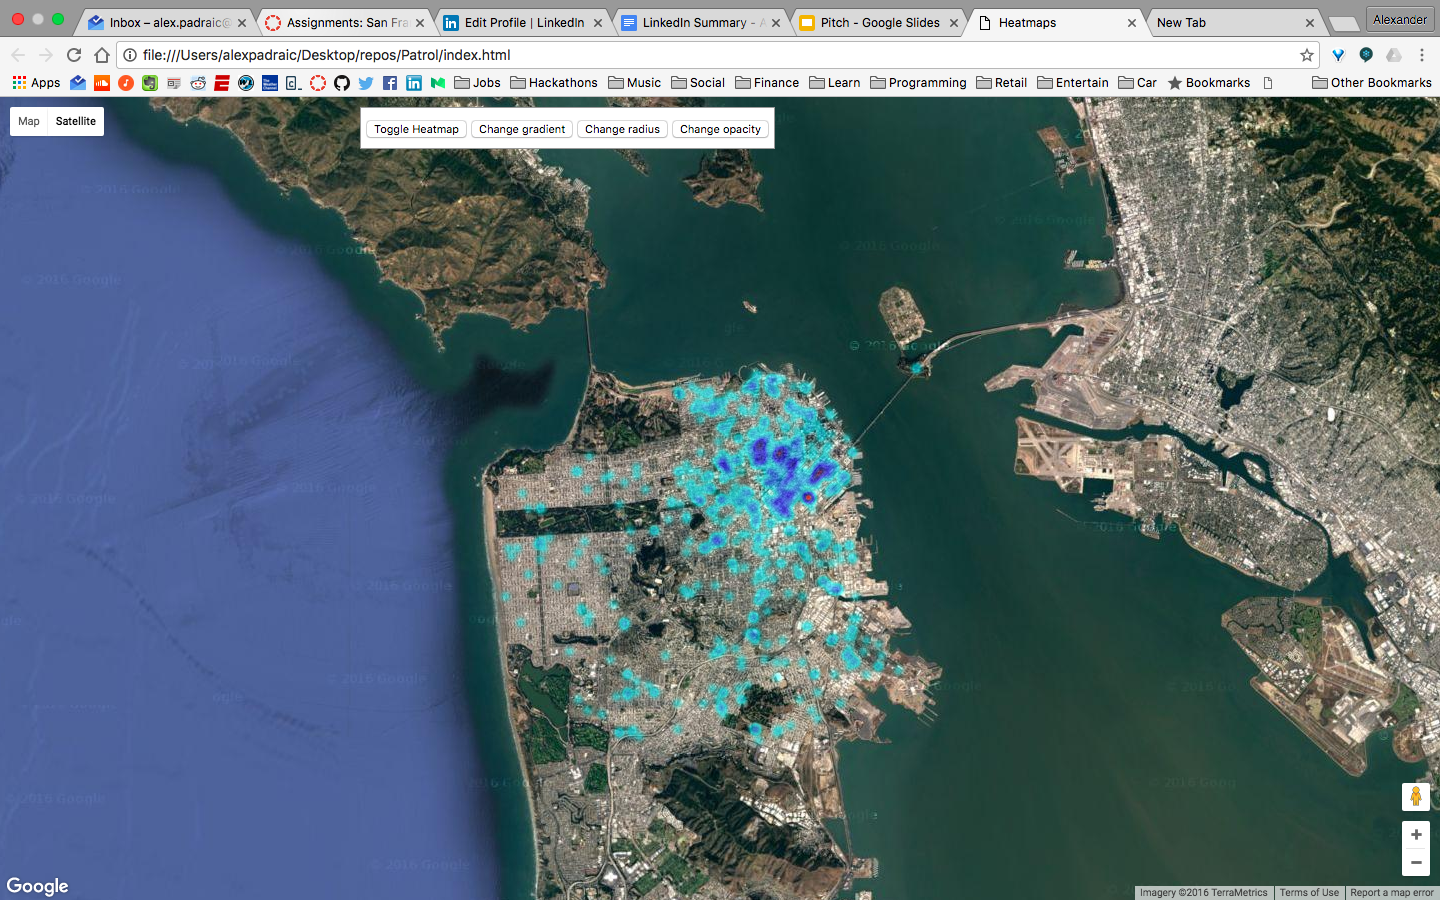 Inbox – alex.padraic@
Assignments: San Fra
Edit Profile | LinkedIn
LinkedIn Summary - A
Pitch - Google Slides
Heatmaps
New Tab
Alexander
file:///Users/alexpadraic/Desktop/repos/Patrol/index.html
Apps
Jobs
Hackathons
Music
Social
Finance
Learn
Programming
Retail
Entertain
Car
Bookmarks
Other Bookmarks
Map
Satellite
Toggle Heatmap
Change gradient
Change radius
Change opacity
© 2016 Google
Google
Imagery ©2016 TerraMetrics
Terms of Use
Report a map error